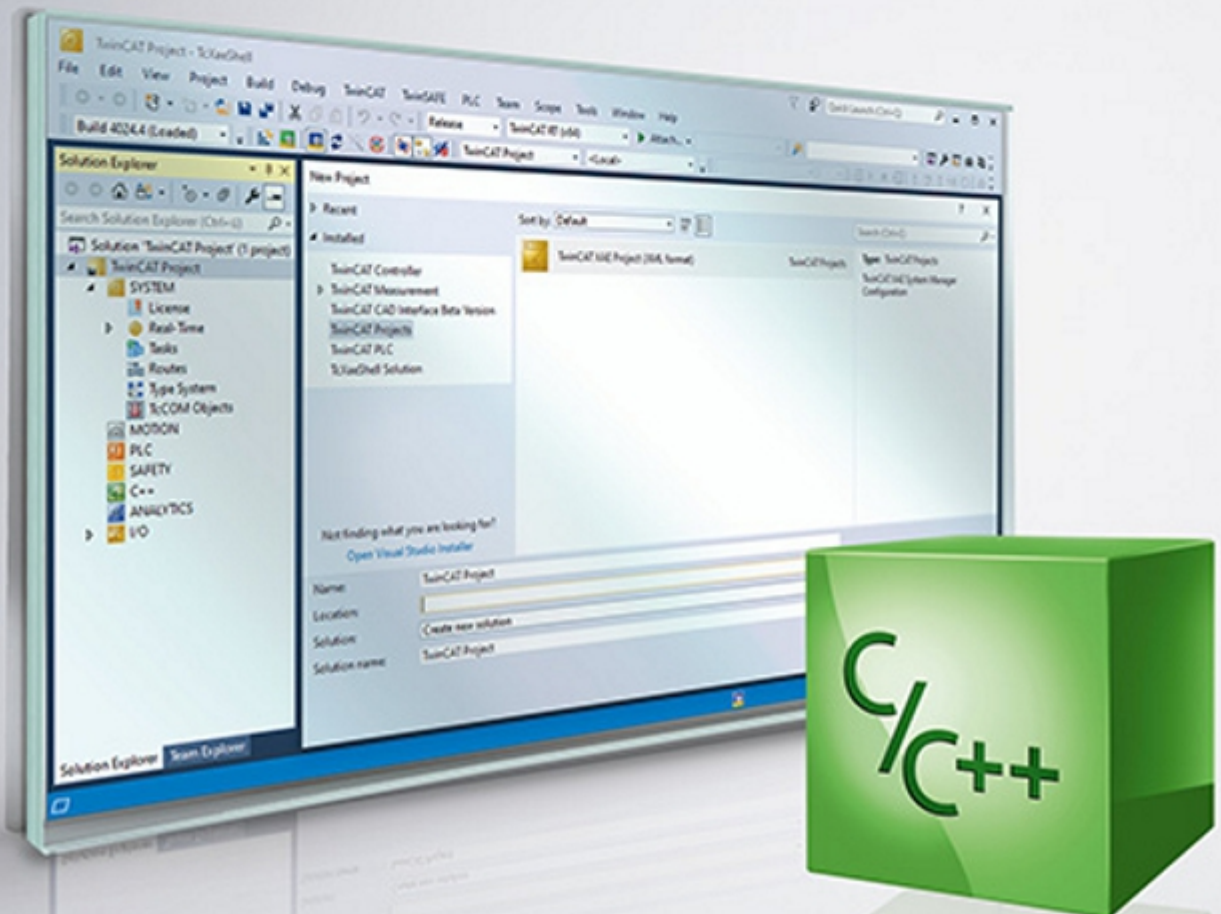 TwinCAT Project - TcXaeShell
File Edit View Project Build Debug TwinCAT TwinSAFE PLC Team Scope Tools Window Help
Quick Launch (Ctrl+Q)
Release TwinCAT RT (x64) Attach...
Build 4024.4 (Loaded) TwinCAT Project <Local>
Solution Explorer
Search Solution Explorer (Ctrl+ü)
Solution 'TwinCAT Project' (1 project)
TwinCAT Project
SYSTEM
License
Real-Time
Tasks
Routes
Type System
TcCOM Objects
MOTION
PLC
SAFETY
C++
ANALYTICS
I/O
Solution Explorer Team Explorer
New Project
? X
Recent
Installed
TwinCAT Controller
TwinCAT Measurement
TwinCAT CAD Interface Beta Version
TwinCAT Projects
TwinCAT PLC
TcXaeShell Solution
Not finding what you are looking for?
Open Visual Studio Installer
Sort by: Default
TwinCAT XAE Project (XML format) TwinCAT Projects
Search (Ctrl+E)
Type: TwinCAT Projects
TwinCAT XAE System Manager
Configuration
Name: TwinCAT Project
Location:
Solution: Create new solution
Solution name: TwinCAT Project
C/C++